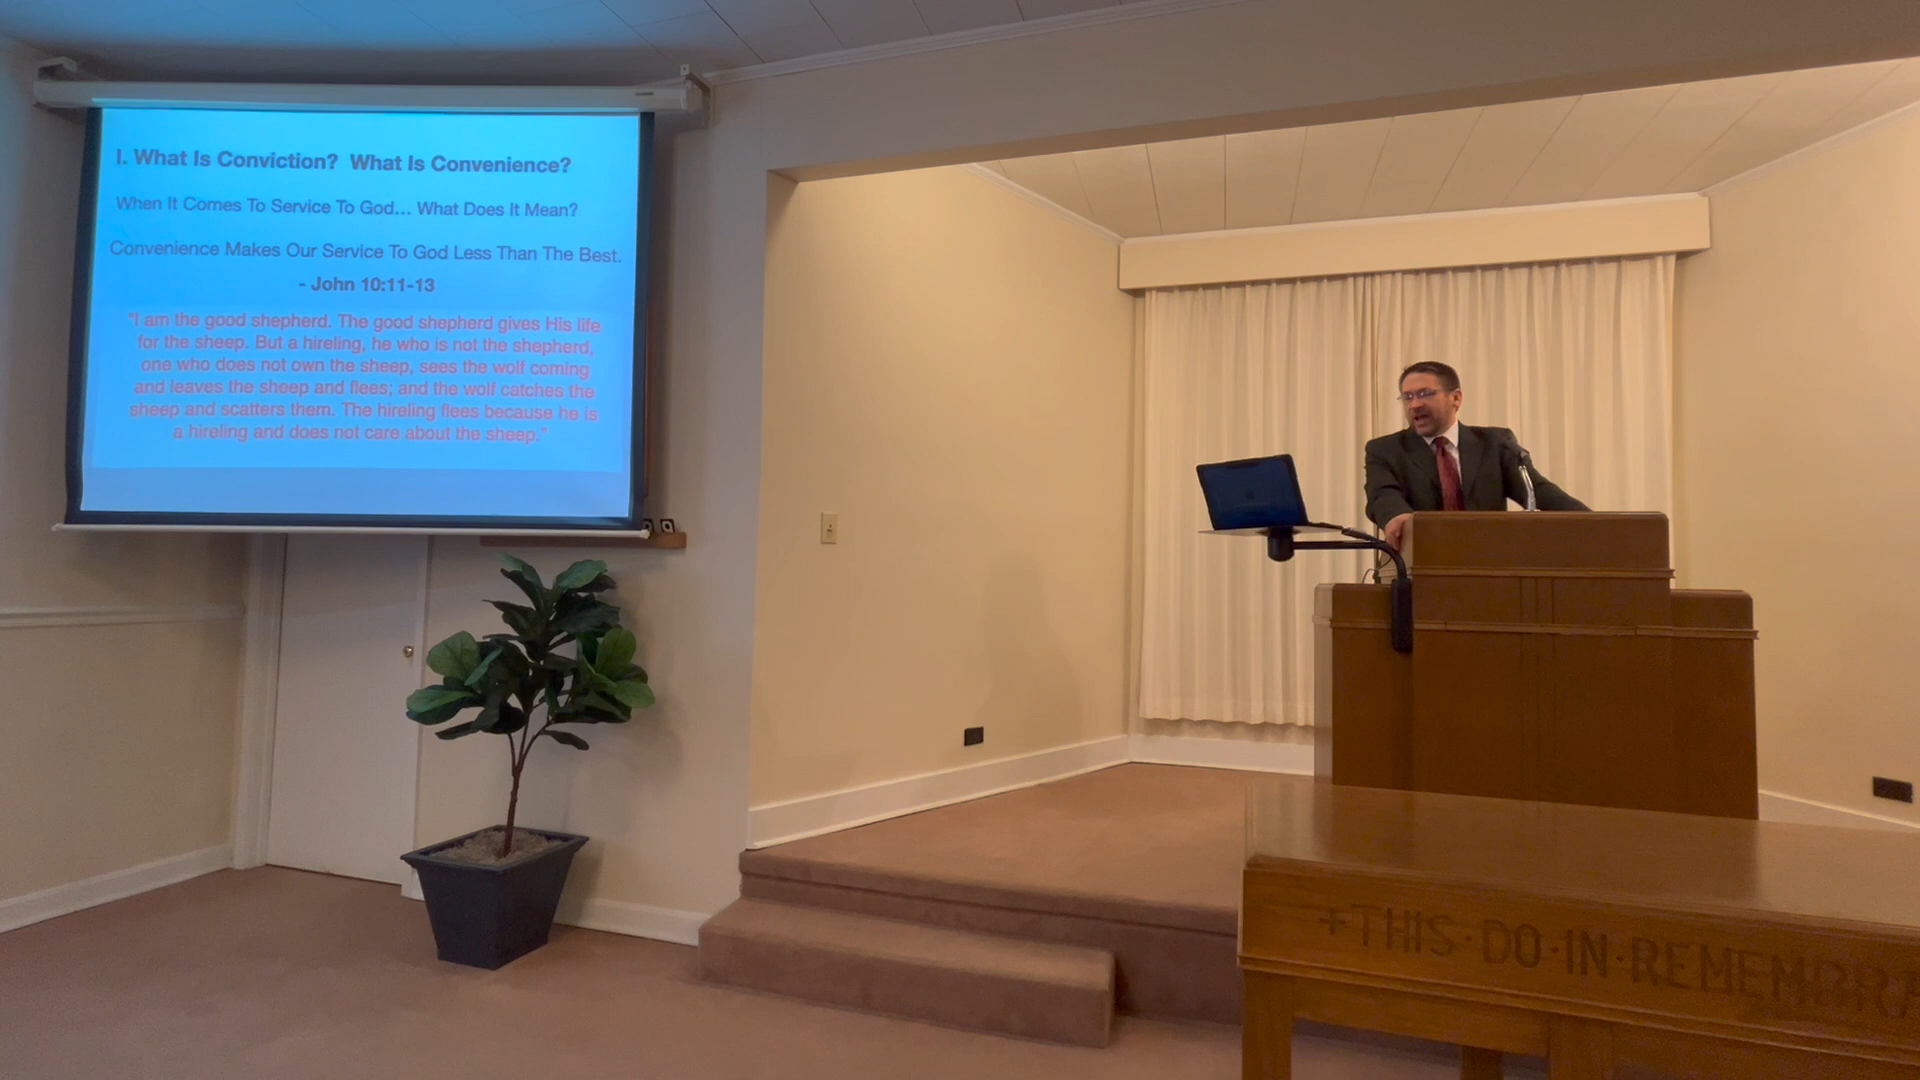 I. What Is Conviction? What Is Convenience?
When It Comes To Service To God... What Does It Mean?
Convenience Makes Our Service To God Less Than The Best.
- John 10:11-13
"I am the good shepherd. The good shepherd gives His life
for the sheep. But a hireling, he who is not the shepherd,
one who does not own the sheep, sees the wolf coming
and leaves the sheep and flees; and the wolf catches the
sheep and scatters them. The hireling flees because he is
a hireling and does not care about the sheep."
+THIS·DO·IN·REMEMBRA